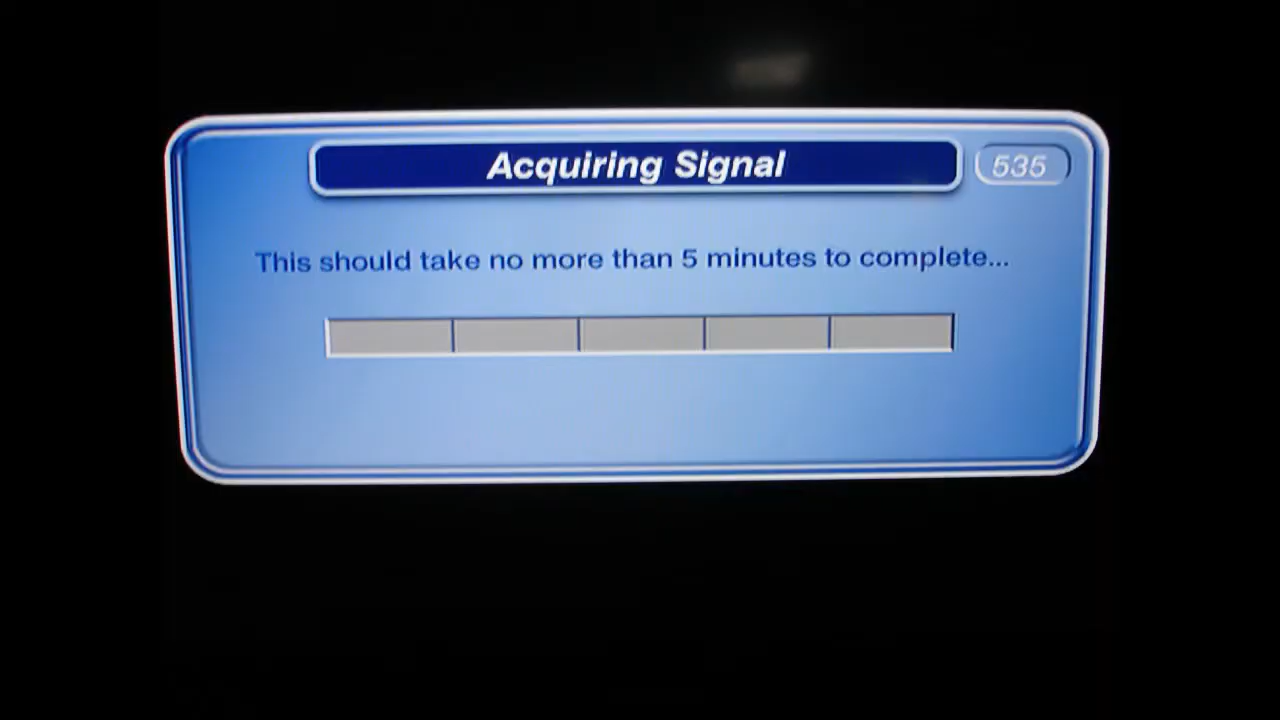 Acquiring Signal
535
This should take no more than 5 minutes to complete...